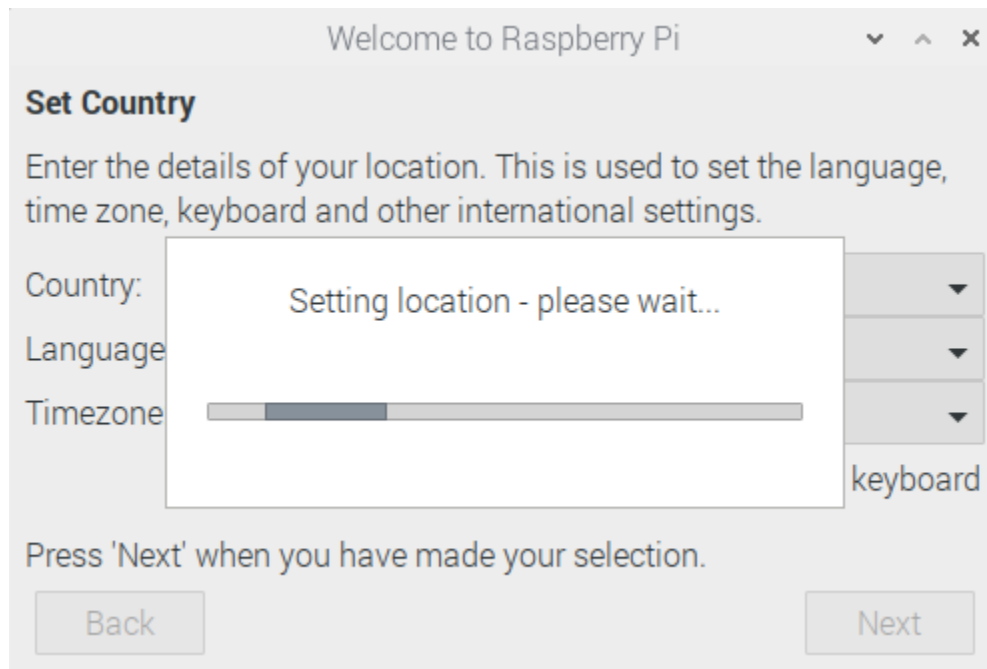 Welcome to Raspberry Pi
Set Country
Enter the details of your location. This is used to set the language,
time zone, keyboard and other international settings.
Country:
Setting location - please wait...
Language
Timezone
keyboard
Press 'Next' when you have made your selection.
Back
Next